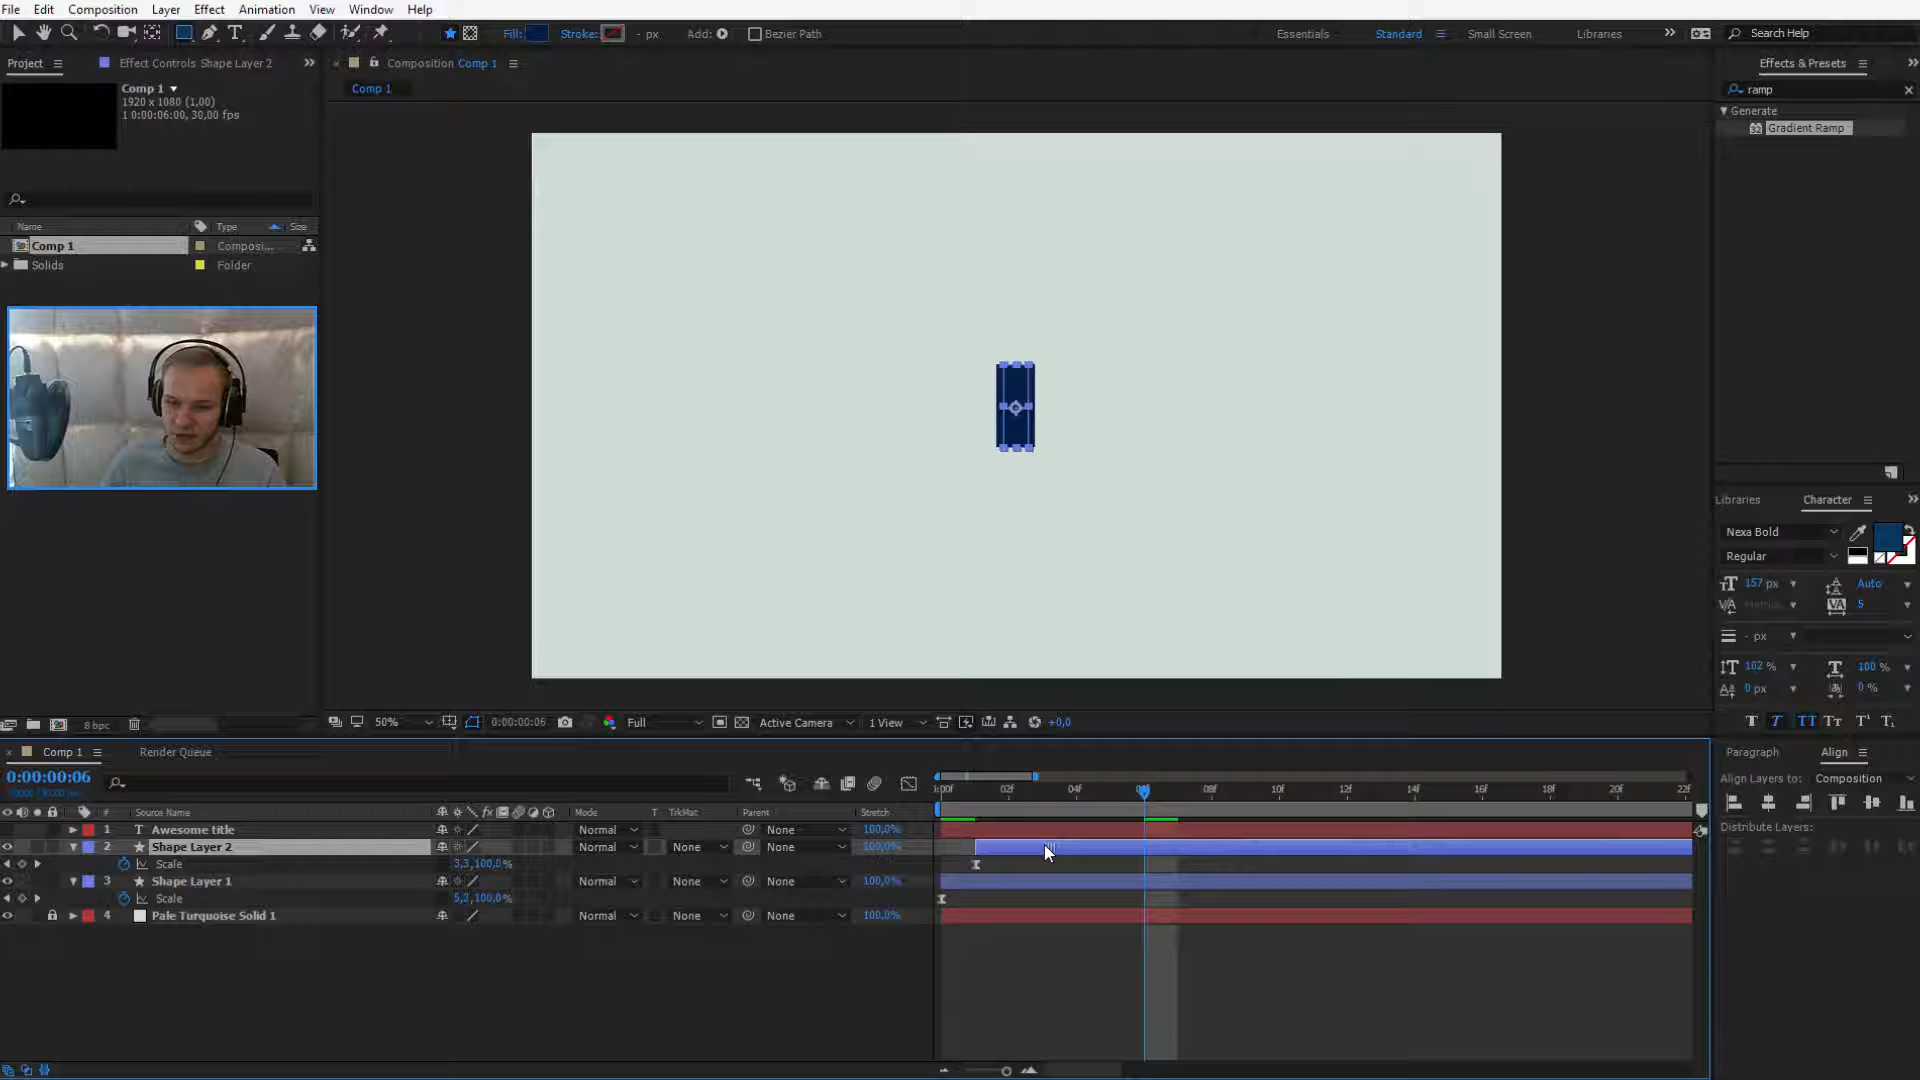 File Edit Composition Layer Effect Animation View Window Help
Fill: Stroke: - px Add: Bezier Path Essentials Standard Small Screen Libraries Search Help
Project Effect Controls Shape Layer 2 Composition Comp 1 Effects & Presets
Comp 1
1920 x 1080 (1,00)
1 0:00:06:00, 30,00 fps
Comp 1
ramp
Generate
32 Gradient Ramp
Name Type Size
Comp 1 Composi...
Solids Folder
Libraries Character
Nexa Bold
Regular
157 px Auto
5
- px
102 % 100 %
0 px 0 %
8 bpc 50% 0:00:00:06 Full Active Camera 1 View +0,0
T T TT Tт T¹ T₁
Comp 1 Render Queue Paragraph Align
0:00:00:06
Align Layers to: Composition
02f 04f 08f 10f 12f 14f 16f 18f 20f 22f
# Source Name fx Mode T TrkMat Parent Stretch
1 T Awesome title Normal None 100,0%
2 Shape Layer 2 Normal None None 100,0%
Scale 3,3,100,0%
3 Shape Layer 1 Normal None None 100,0%
Scale 5,2,100,0%
4 Pale Turquoise Solid 1 Normal None None 100,0%
Distribute Layers: